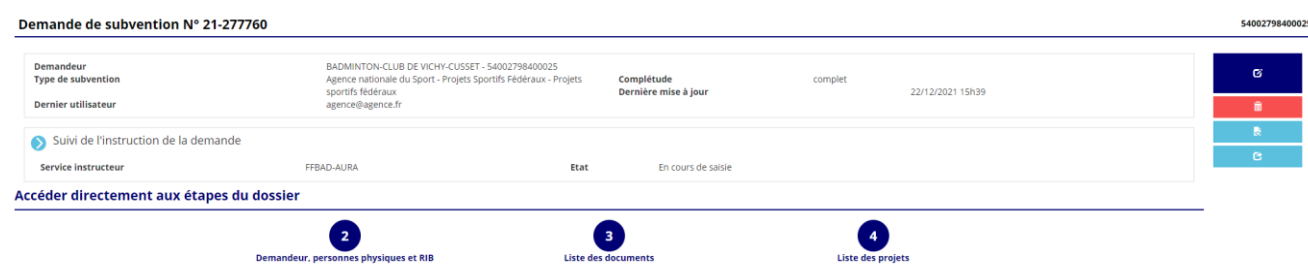 Demande de subvention N° 21-277760
54002798400025
Demandeur BADMINTON-CLUB DE VICHY-CUSSET - 54002798400025
Type de subvention Agence nationale du Sport - Projets Sportifs Fédéraux - Projets Complétude complet
sportifs fédéraux Dernière mise à jour 22/12/2021 15h39
Dernier utilisateur agence@agence.fr
Suivi de l'instruction de la demande
Service instructeur FFBAD-AURA Etat En cours de saisie
Accéder directement aux étapes du dossier
2 3 4
Demandeur, personnes physiques et RIB Liste des documents Liste des projets